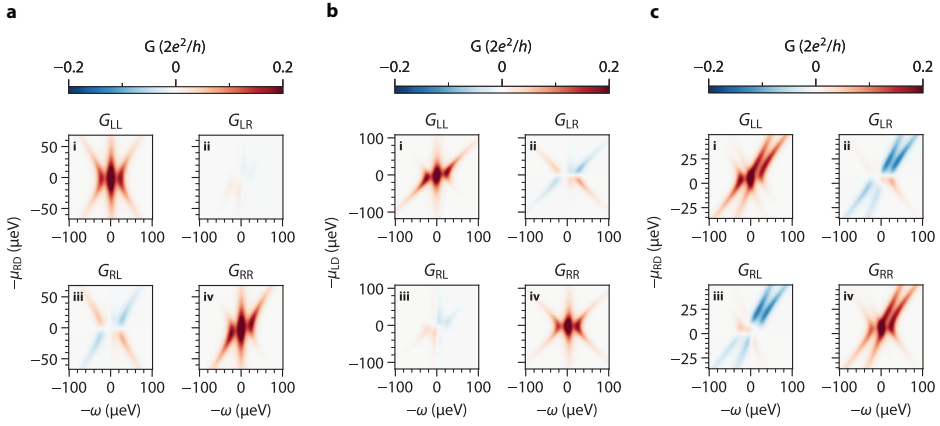 a
G (2e²/h)
−0.2 0 0.2
G_LL
G_LR
i
ii
50
0
−50
−100 0 100
−100 0 100
G_RL
G_RR
iii
iv
50
0
−50
−100 0 100
−100 0 100
−μ_RD (μeV)
−ω (μeV)
−ω (μeV)
b
G (2e²/h)
−0.2 0 0.2
G_LL
G_LR
i
ii
100
0
−100
−100 0 100
−100 0 100
G_RL
G_RR
iii
iv
100
0
−100
−100 0 100
−100 0 100
−μ_LD (μeV)
−ω (μeV)
−ω (μeV)
c
G (2e²/h)
−0.2 0 0.2
G_LL
G_LR
i
ii
25
0
−25
−100 0 100
−100 0 100
G_RL
G_RR
iii
iv
25
0
−25
−100 0 100
−100 0 100
−μ_RD (μeV)
−ω (μeV)
−ω (μeV)